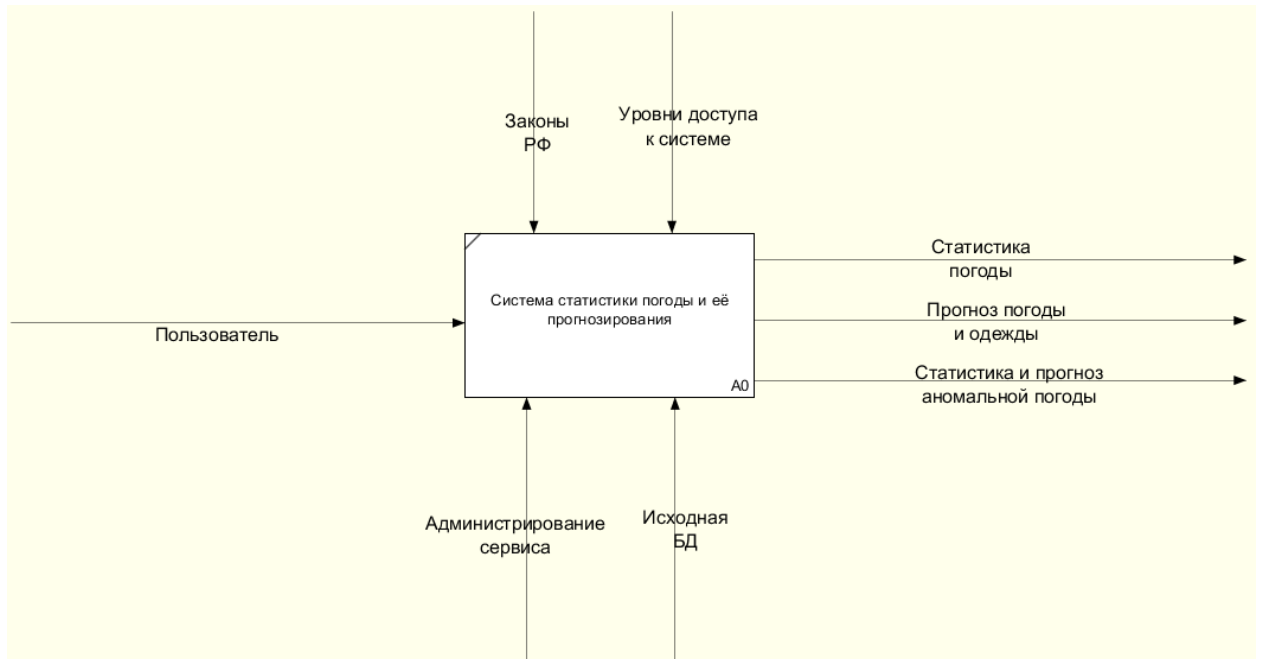 Законы
РФ
Уровни доступа
к системе
Статистика
погоды
Система статистики погоды и её
прогнозирования
Прогноз погоды
и одежды
Пользователь
Статистика и прогноз
аномальной погоды
A0
Администрирование
сервиса
Исходная
БД